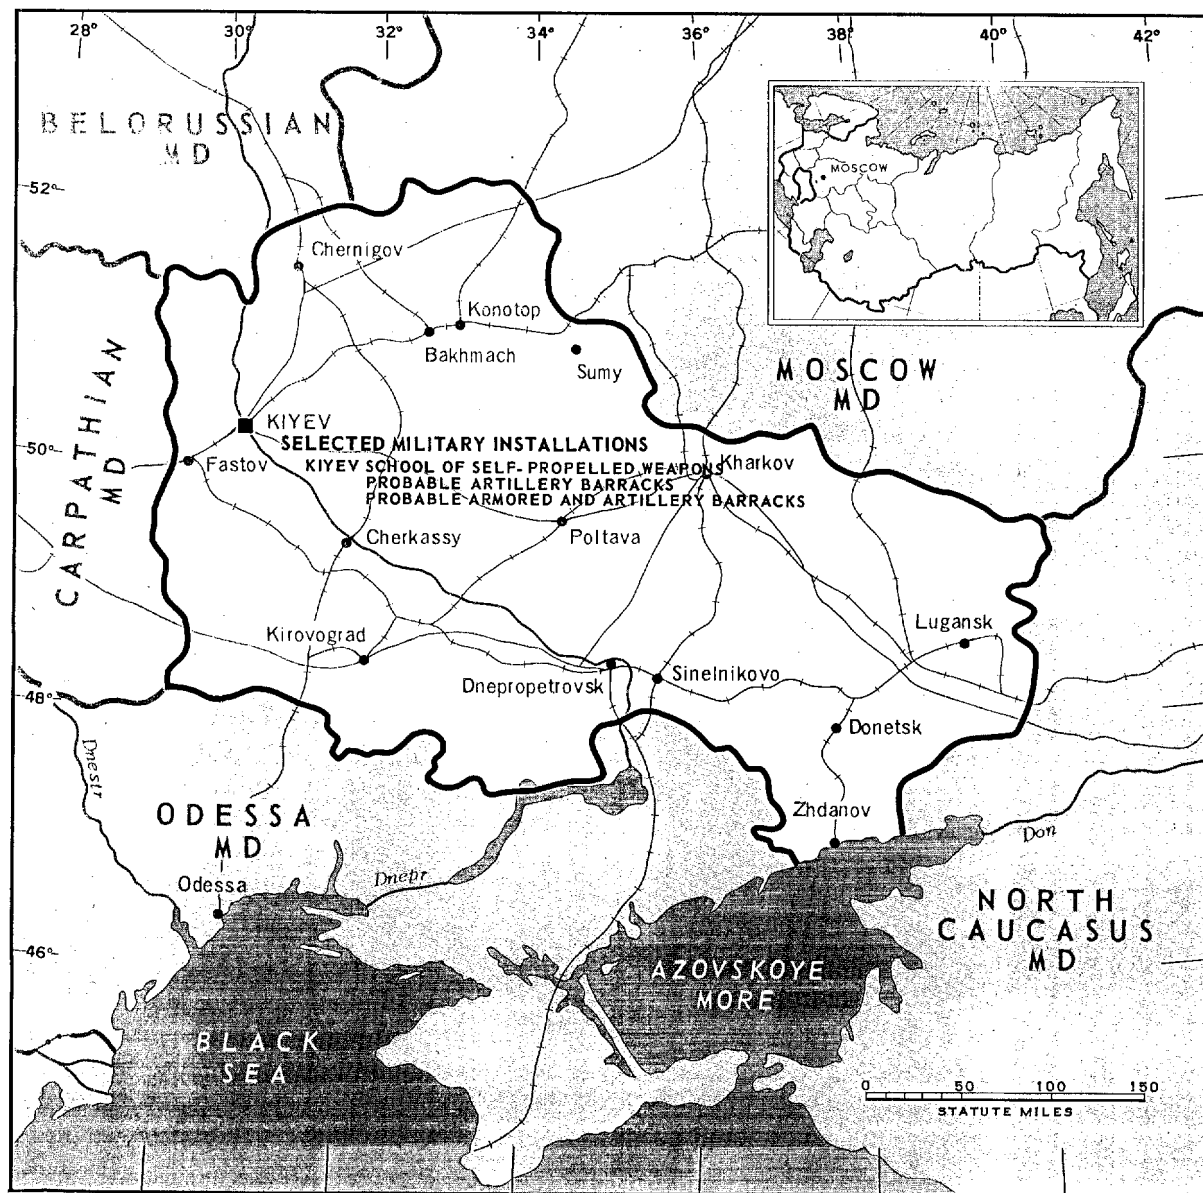 28° 30° 32° 34° 36° 38° 40° 42°
BELORUSSIAN
MD
MOSCOW
52°
Chernigov
Konotop
Bakhmach
Sumy
MOSCOW
MD
CARPATHIAN
MD
KIYEV
SELECTED MILITARY INSTALLATIONS
50°
Fastov
KIYEV SCHOOL OF SELF-PROPELLED WEAPONS
Kharkov
PROBABLE ARTILLERY BARRACKS
PROBABLE ARMORED AND ARTILLERY BARRACKS
Cherkassy
Poltava
Kirovograd
Lugansk
Dnepropetrovsk
Sinelnikovo
48°
Donetsk
Dnestr
Zhdanov
ODESSA
MD
Don
Dnepr
Odessa
NORTH
CAUCASUS
MD
46°
AZOVSKOYE
MORE
BLACK
SEA
0 50 100 150
STATUTE MILES